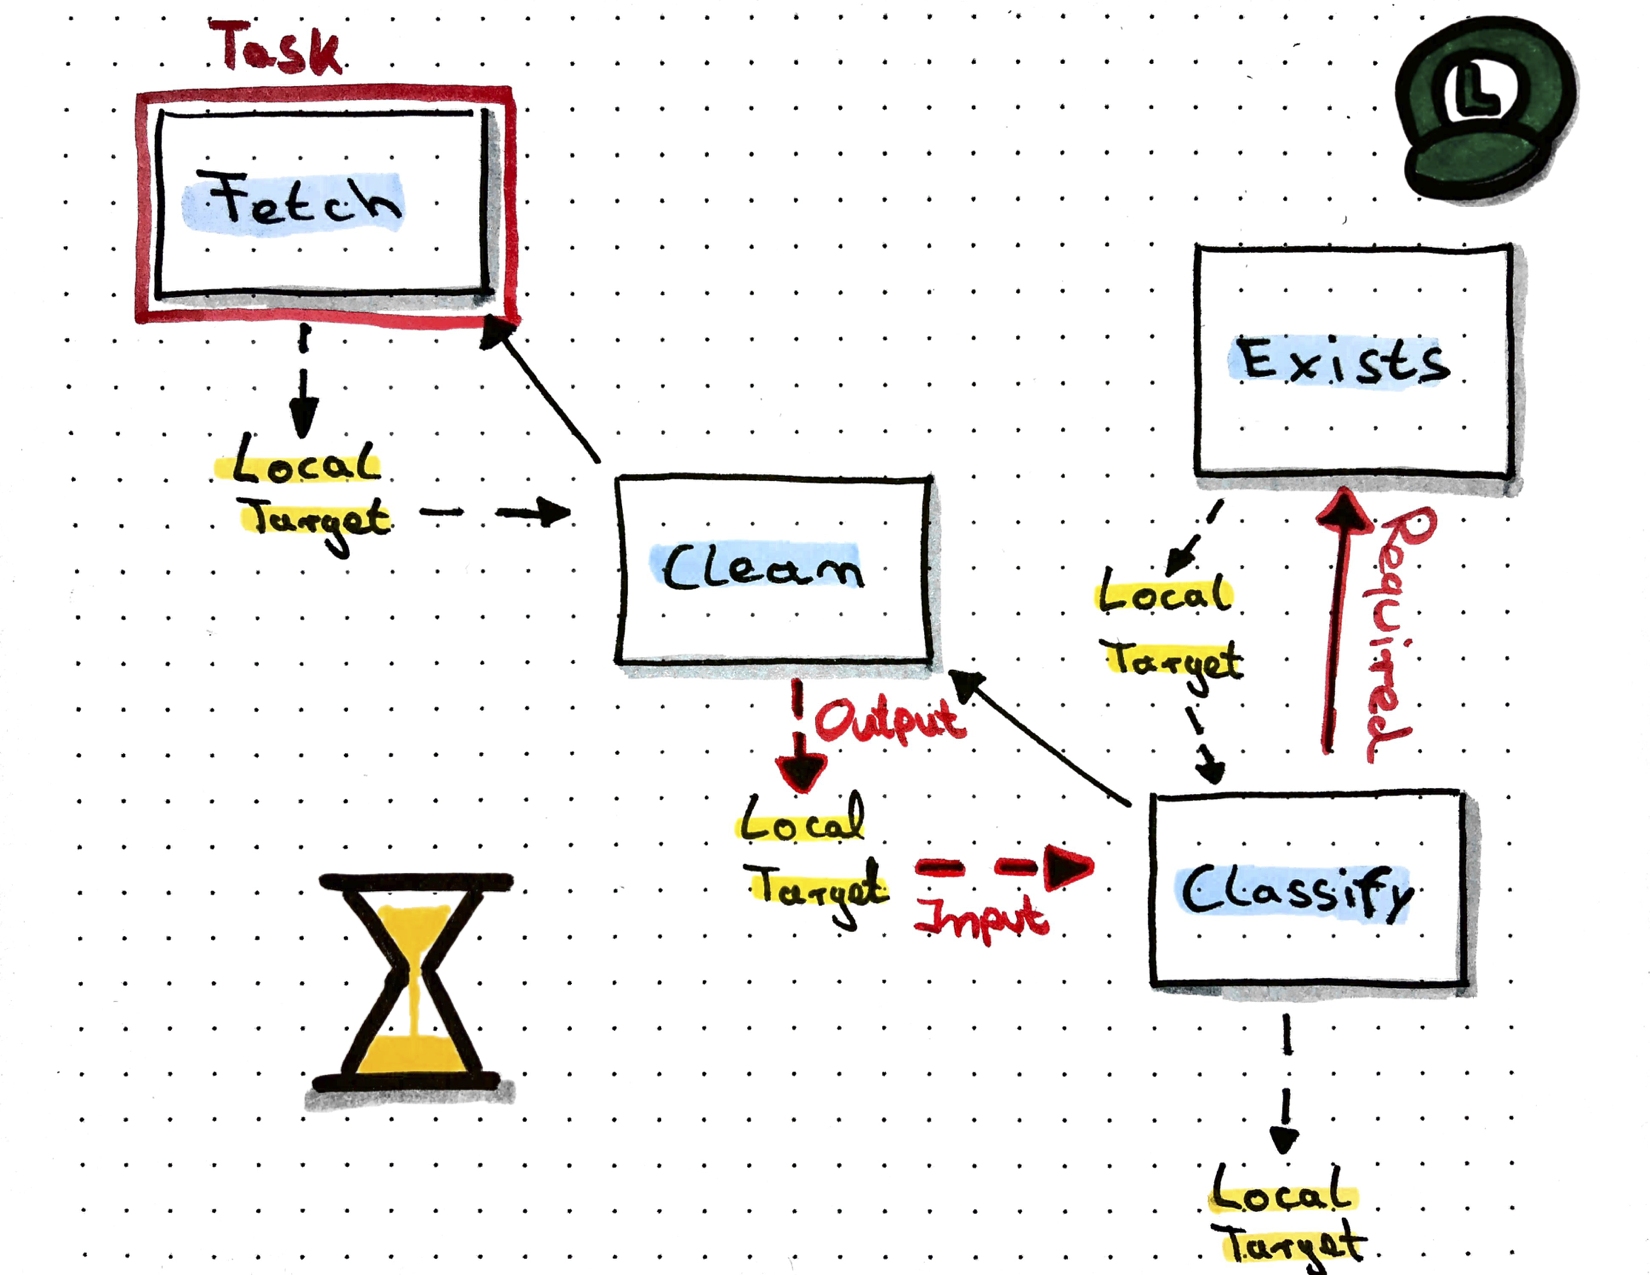 Task
L
Fetch
Exists
Local
Target
Clean
Local
Target
Required
Output
Local
Target
Input
Classify
Local
Target